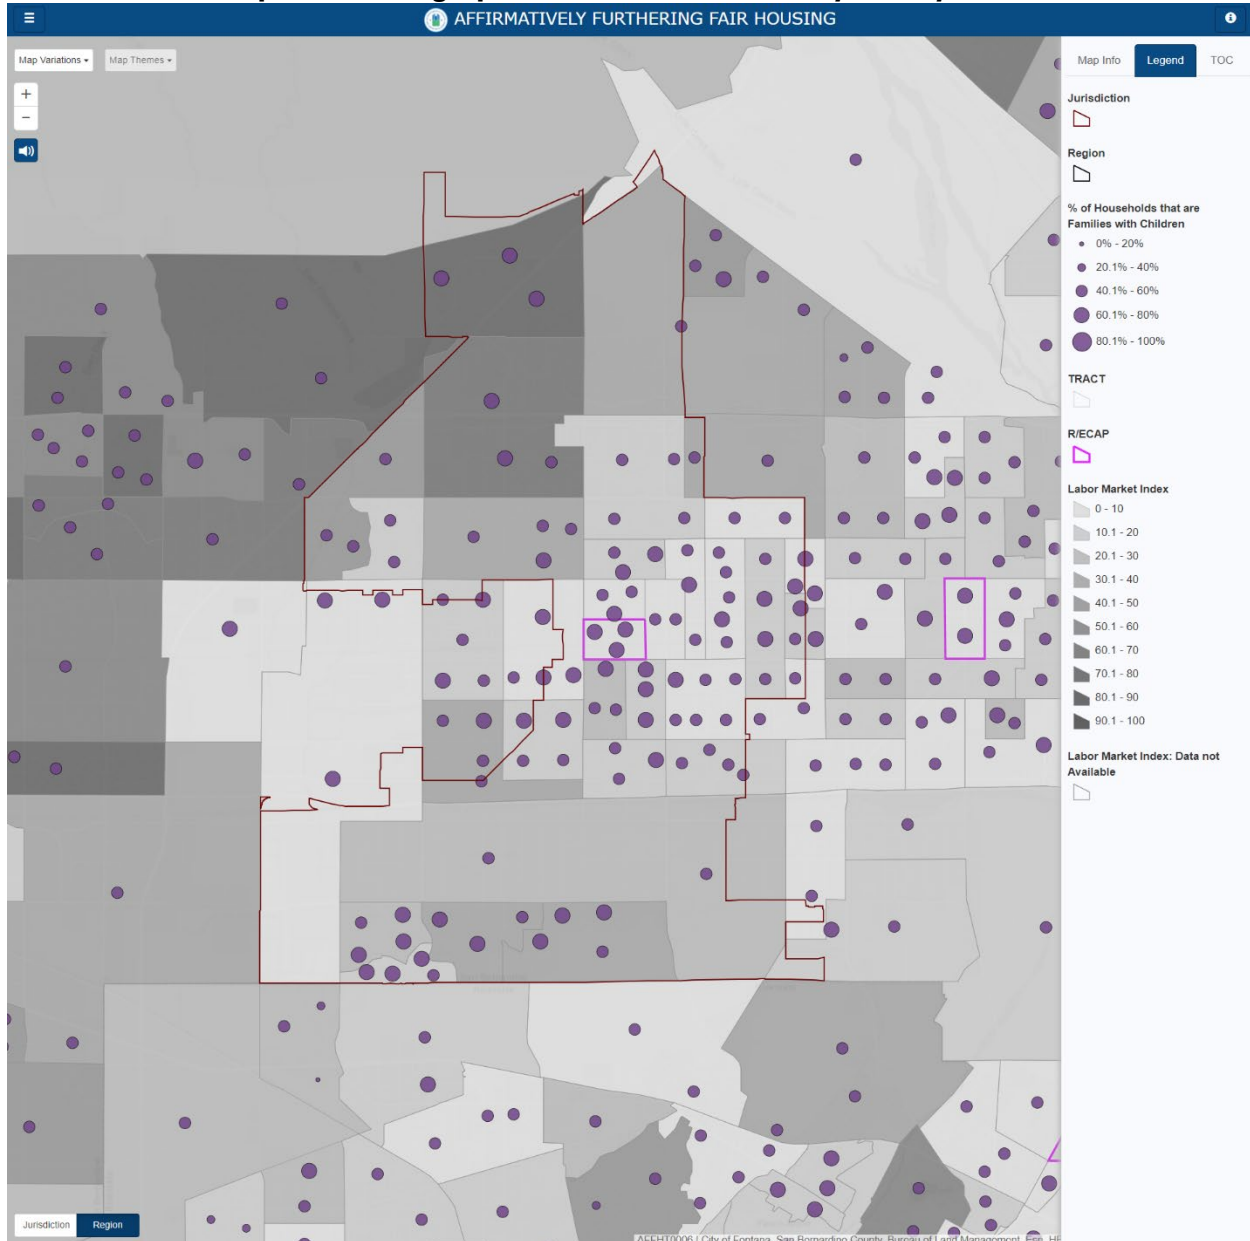 AFFIRMATIVELY FURTHERING FAIR HOUSING
Map Variations
Map Themes
+
−
Map Info
Legend
TOC
Jurisdiction
Region
% of Households that are
Families with Children
0% - 20%
20.1% - 40%
40.1% - 60%
60.1% - 80%
80.1% - 100%
TRACT
R/ECAP
Labor Market Index
0 - 10
10.1 - 20
20.1 - 30
30.1 - 40
40.1 - 50
50.1 - 60
60.1 - 70
70.1 - 80
80.1 - 90
90.1 - 100
Labor Market Index: Data not
Available
Jurisdiction
Region
AFFHT0006 | City of Fontana, San Bernardino County, Bureau of Land Management, Esri, HE